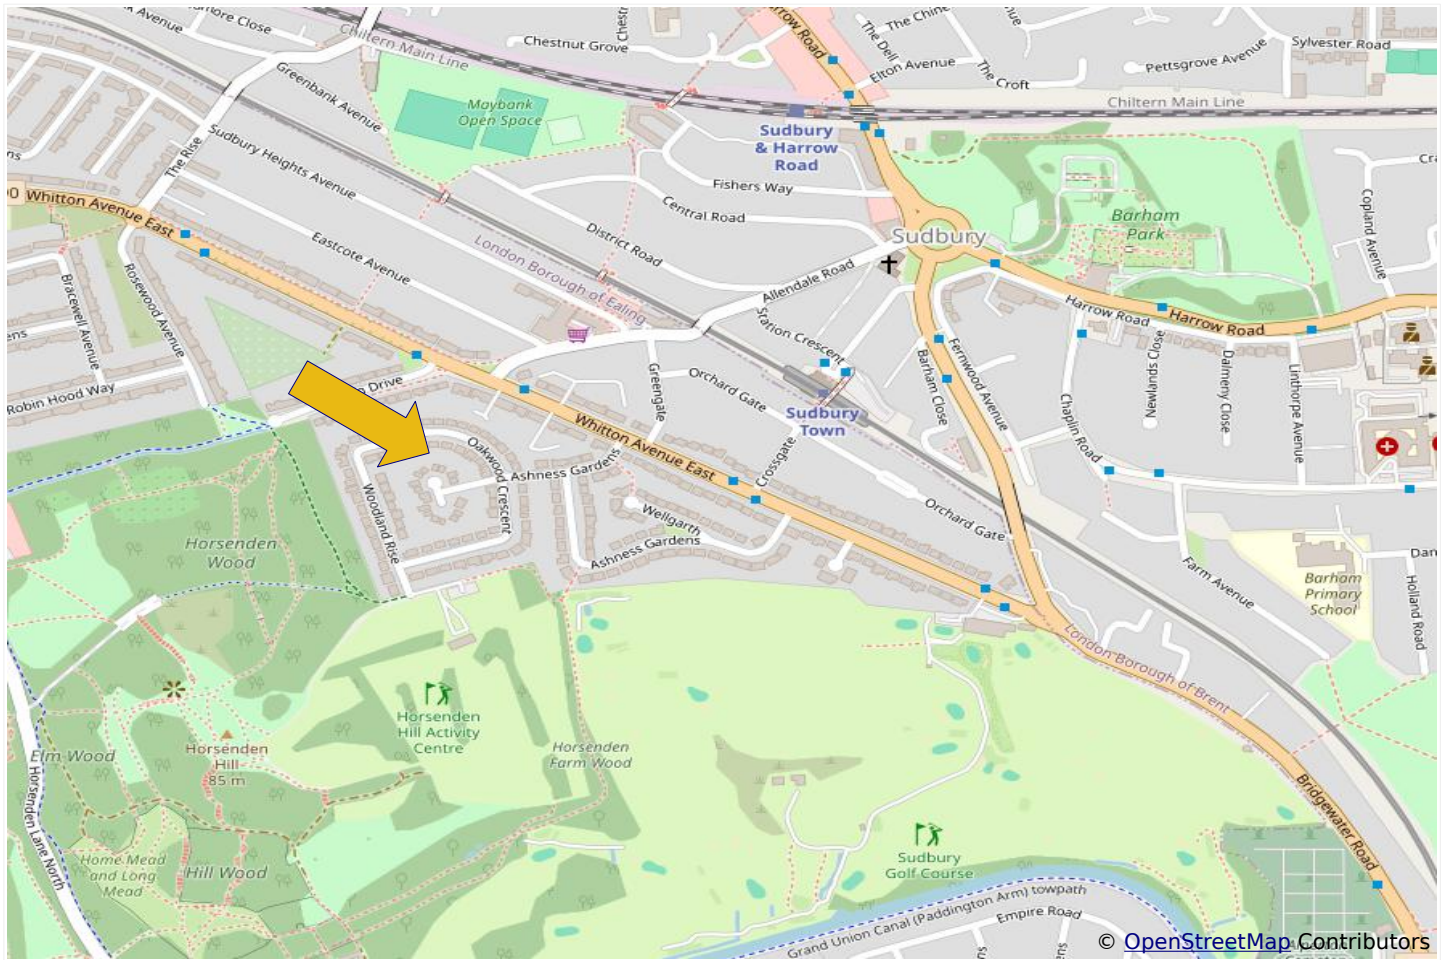 Chestnut Grove
The Dell
Elton Avenue
The Croft
Pettsgrove Avenue
Sylvester Road
Harrow Road
Chiltern Main Line
Greenbank Avenue
Maybank
Open Space
Chiltern Main Line
Sudbury
& Harrow
Road
Sudbury Heights Avenue
The Rise
Whitton Avenue East
Fishers Way
Central Road
District Road
Eastcote Avenue
London Borough of Ealing
Sudbury
Barham
Park
Copland Avenue
Allendale Road
Station Crescent
Harrow Road
Harrow Road
Rosewood Avenue
Bracewell Avenue
Robin Hood Way
Drive
Greengale
Orchard Gate
Sudbury
Town
Barham Close
Fernwood Avenue
Newlands Close
Dalmeny Close
Linthorpe Avenue
Chaplin Road
Whitton Avenue East
Oakwood Crescent
Ashness Gardens
Crossgate
Woodland Rise
Wellgarth
Ashness Gardens
Orchard Gate
Farm Avenue
Barham
Primary
School
Holland Road
Horsenden
Wood
London Borough of Brent
Horsenden
Hill Activity
Centre
Horsenden
Farm Wood
Horsenden
Hill
85 m
Elm Wood
Horsenden Lane North
Home Mead
and Long
Mead
Hill Wood
Bridgewater Road
Sudbury
Golf Course
Grand Union Canal (Paddington Arm) towpath
Empire Road
© OpenStreetMap Contributors